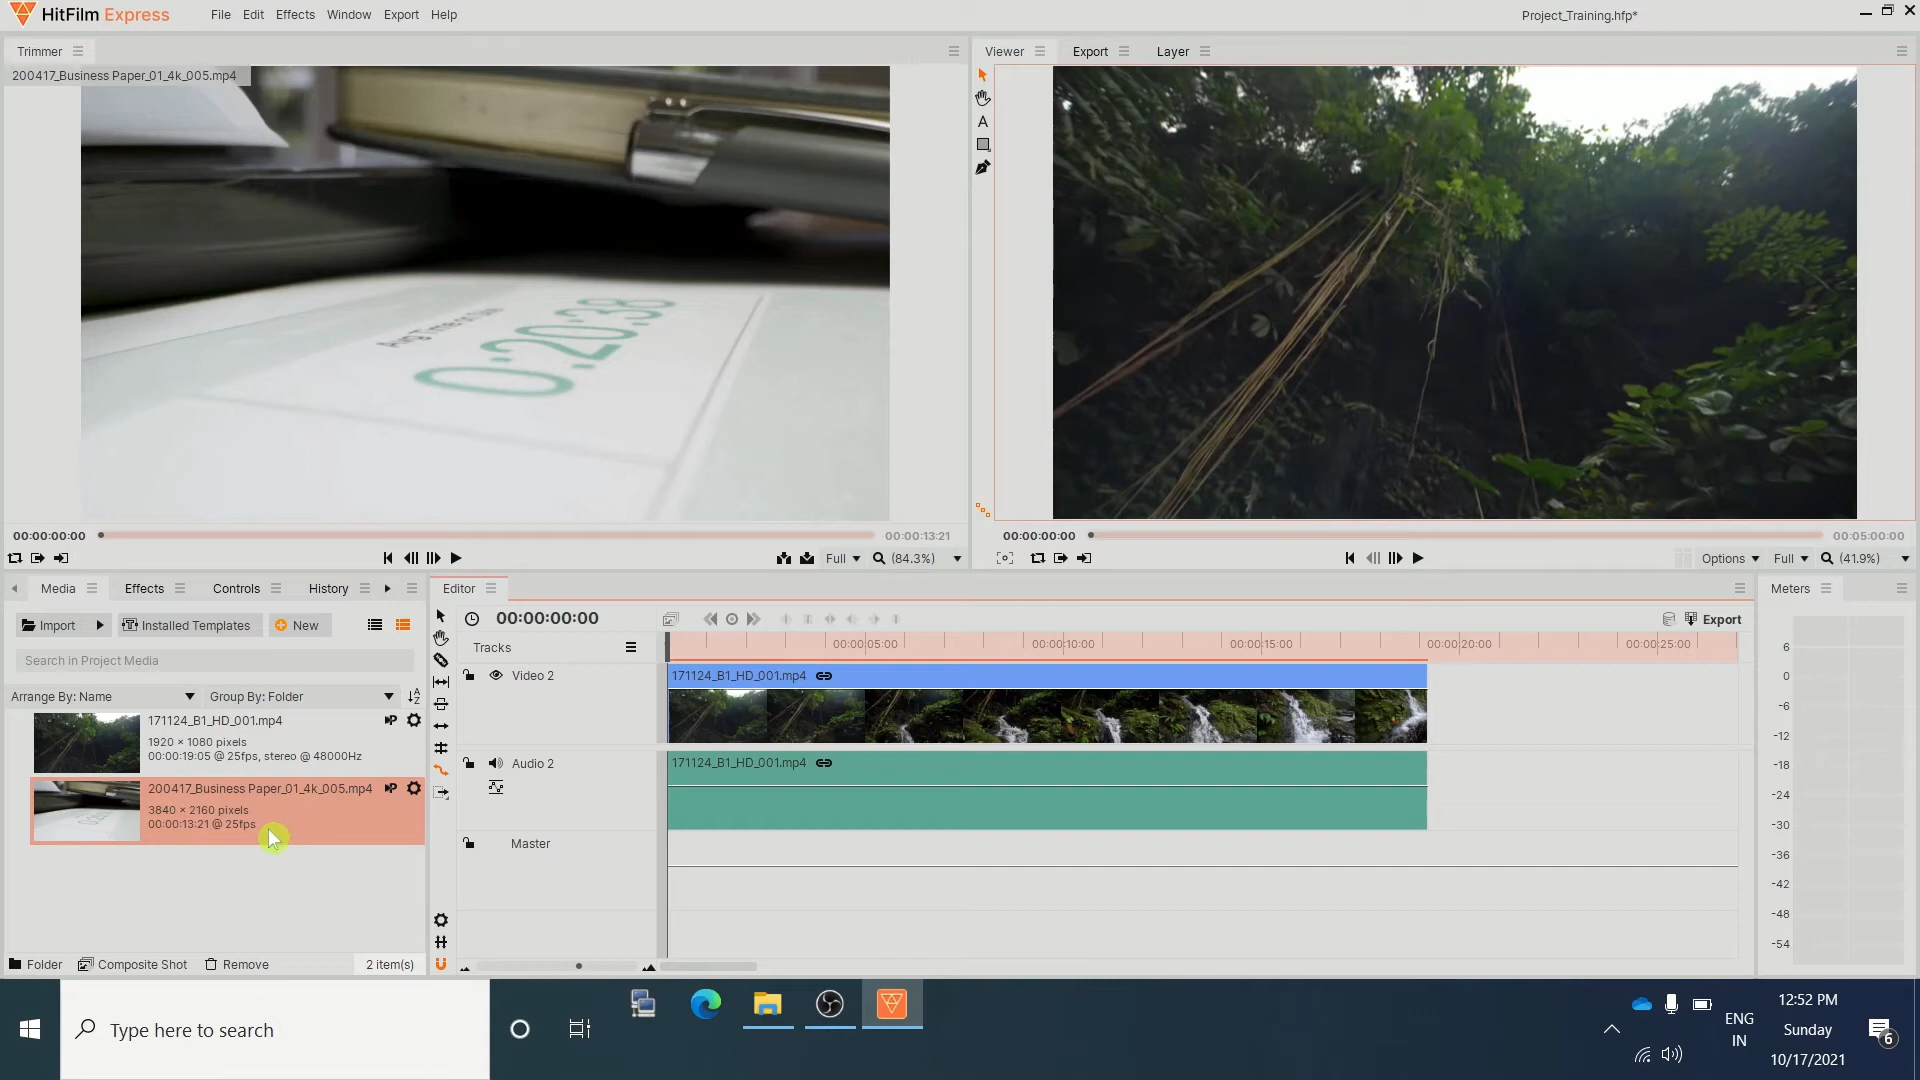 HitFilm Express
File Edit Effects Window Export Help
Project_Training.hfp*
Trimmer
200417_Business Paper_01_4k_005.mp4
Avg Time on Site
0:20:38
00:00:00:00
00:00:13:21
Full
(84.3%)
Viewer
Export
Layer
A
00:00:00:00
00:05:00:00
Options
Full
(41.9%)
Media
Effects
Controls
History
Import
Installed Templates
New
Search in Project Media
Arrange By: Name
Group By: Folder
171124_B1_HD_001.mp4
1920 × 1080 pixels
00:00:19:05 @ 25fps, stereo @ 48000Hz
200417_Business Paper_01_4k_005.mp4
3840 × 2160 pixels
00:00:13:21 @ 25fps
Folder
Composite Shot
Remove
2 item(s)
Editor
00:00:00:00
Export
Tracks
00:00:05:00
00:00:10:00
00:00:15:00
00:00:20:00
00:00:25:00
Video 2
171124_B1_HD_001.mp4
Audio 2
171124_B1_HD_001.mp4
Master
Meters
6
0
-6
-12
-18
-24
-30
-36
-42
-48
-54
Type here to search
ENG
IN
12:52 PM
Sunday
10/17/2021
6